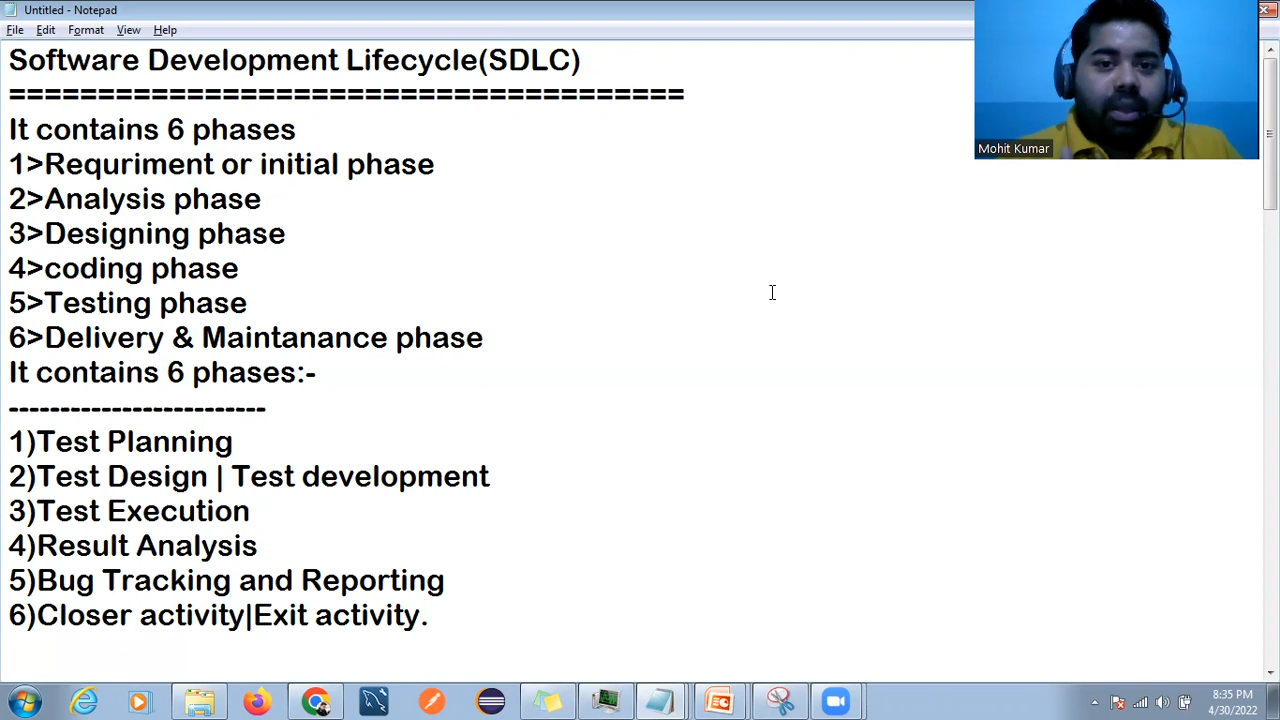 Untitled - Notepad
File Edit Format View Help
Software Development Lifecycle(SDLC)
======================================
It contains 6 phases
1>Requriment or initial phase
2>Analysis phase
3>Designing phase
4>coding phase
5>Testing phase
6>Delivery & Maintanance phase
It contains 6 phases:-
-------------------------
1)Test Planning
2)Test Design | Test development
3)Test Execution
4)Result Analysis
5)Bug Tracking and Reporting
6)Closer activity|Exit activity.
Mohit Kumar
8:35 PM
4/30/2022